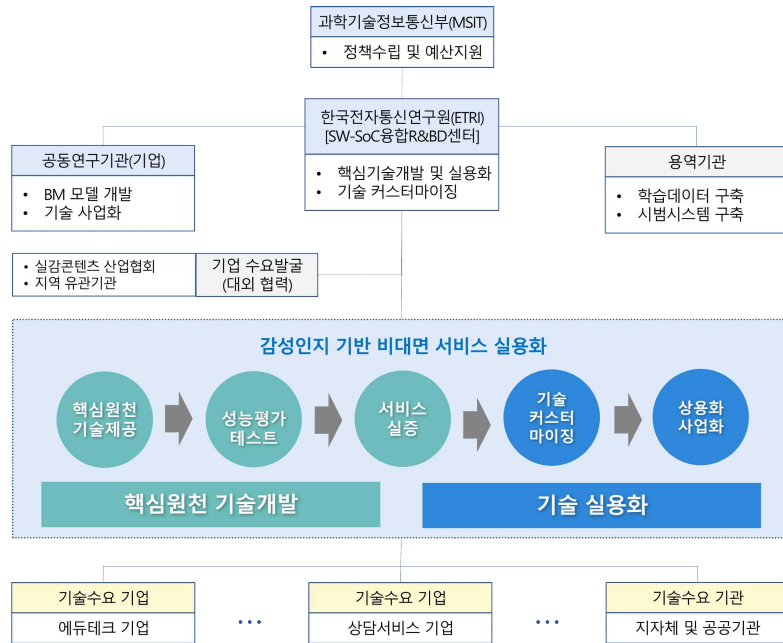 과학기술정보통신부(MSIT)
• 정책수립 및 예산지원
한국전자통신연구원(ETRI)
[SW-SoC융합R&BD센터]
• 핵심기술개발 및 실용화
• 기술 커스터마이징
공동연구기관(기업)
• BM 모델 개발
• 기술 사업화
용역기관
• 학습데이터 구축
• 시범시스템 구축
• 실감콘텐츠 산업협회
• 지역 유관기관
기업 수요발굴
(대외 협력)
감성인지 기반 비대면 서비스 실용화
핵심원천
기술제공
성능평가
테스트
서비스
실증
기술
커스터
마이징
상용화
사업화
핵심원천 기술개발
기술 실용화
기술수요 기업
에듀테크 기업
...
기술수요 기업
상담서비스 기업
...
기술수요 기관
지자체 및 공공기관